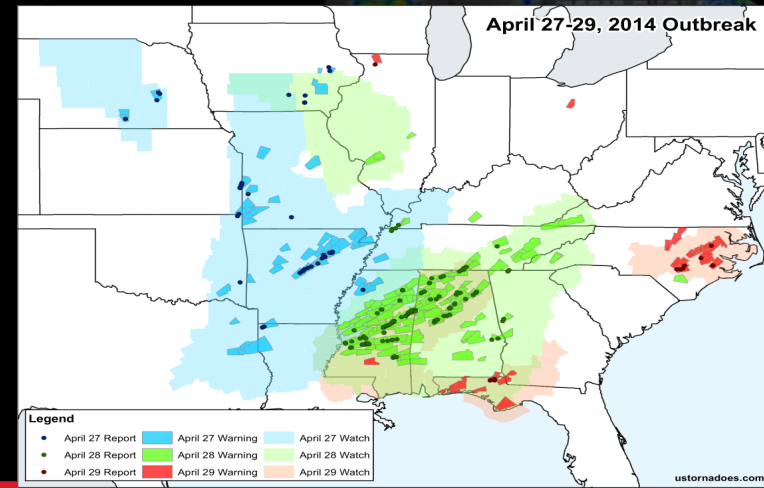 April 27-29, 2014 Outbreak
Legend
April 27 Report April 27 Warning April 27 Watch
April 28 Report April 28 Warning April 28 Watch
April 29 Report April 29 Warning April 29 Watch
ustornadoes.com